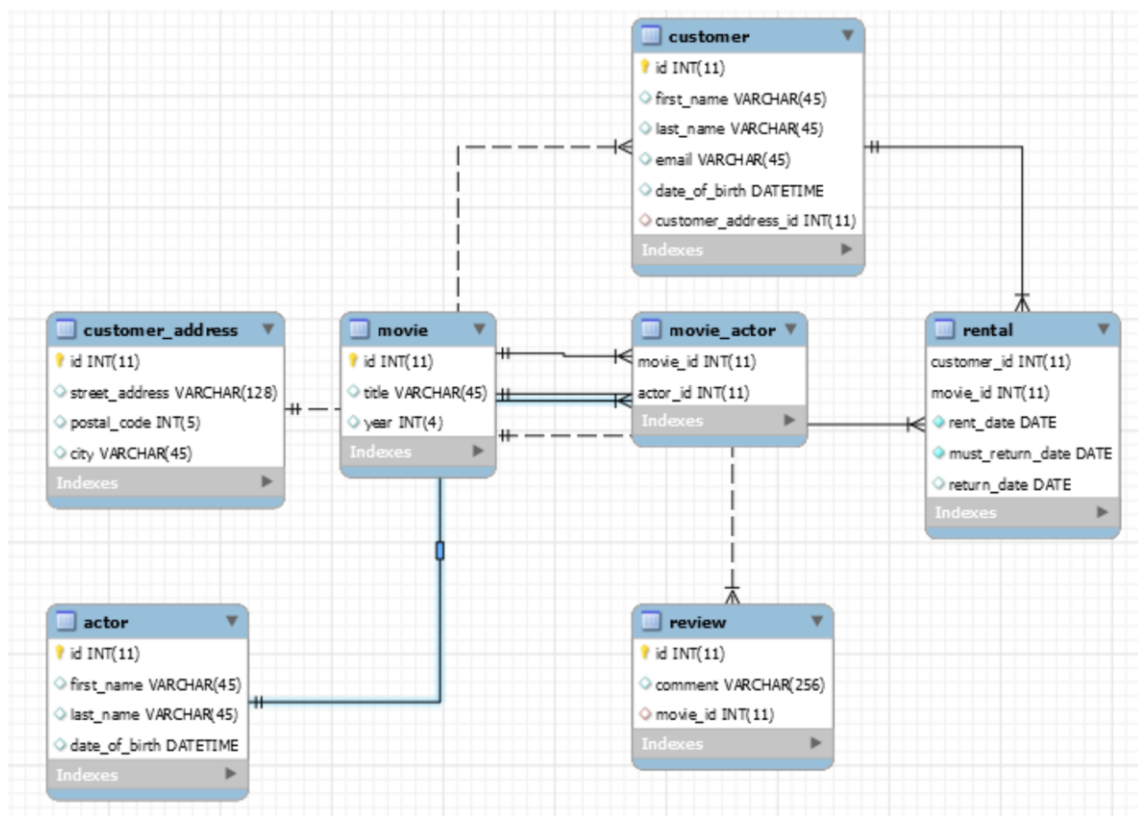 customer
id INT(11)
first_name VARCHAR(45)
last_name VARCHAR(45)
email VARCHAR(45)
date_of_birth DATETIME
customer_address_id INT(11)
Indexes
customer_address
id INT(11)
street_address VARCHAR(128)
postal_code INT(5)
city VARCHAR(45)
Indexes
movie
id INT(11)
title VARCHAR(45)
year INT(4)
Indexes
movie_actor
movie_id INT(11)
actor_id INT(11)
Indexes
rental
customer_id INT(11)
movie_id INT(11)
rent_date DATE
must_return_date DATE
return_date DATE
Indexes
actor
id INT(11)
first_name VARCHAR(45)
last_name VARCHAR(45)
date_of_birth DATETIME
Indexes
review
id INT(11)
comment VARCHAR(256)
movie_id INT(11)
Indexes